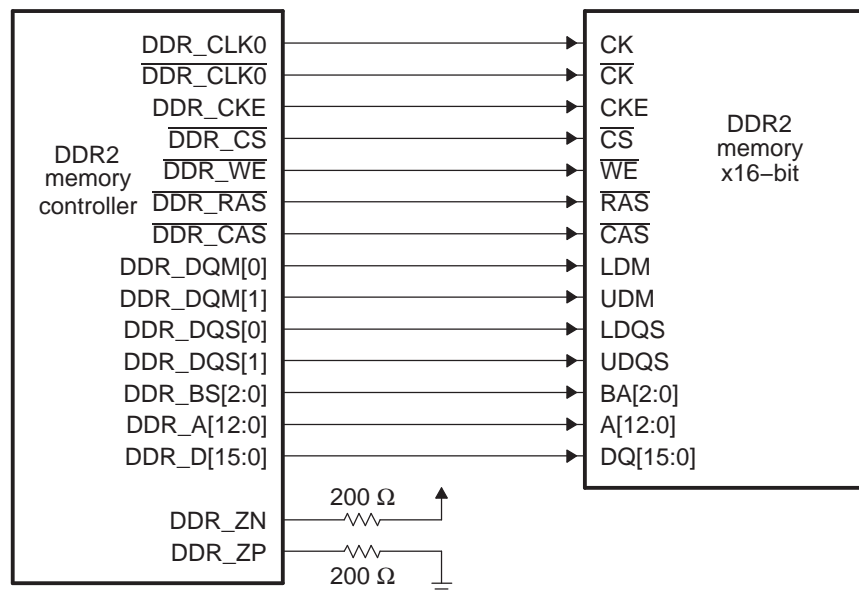 DDR_CLK0 CK
DDR_CLK0 CK
DDR_CKE CKE
DDR_CS CS
DDR_WE WE
DDR_RAS RAS
DDR_CAS CAS
DDR_DQM[0] LDM
DDR_DQM[1] UDM
DDR_DQS[0] LDQS
DDR_DQS[1] UDQS
DDR_BS[2:0] BA[2:0]
DDR_A[12:0] A[12:0]
DDR_D[15:0] DQ[15:0]
DDR2
memory
controller
DDR2
memory
x16−bit
200 Ω
DDR_ZN
DDR_ZP
200 Ω